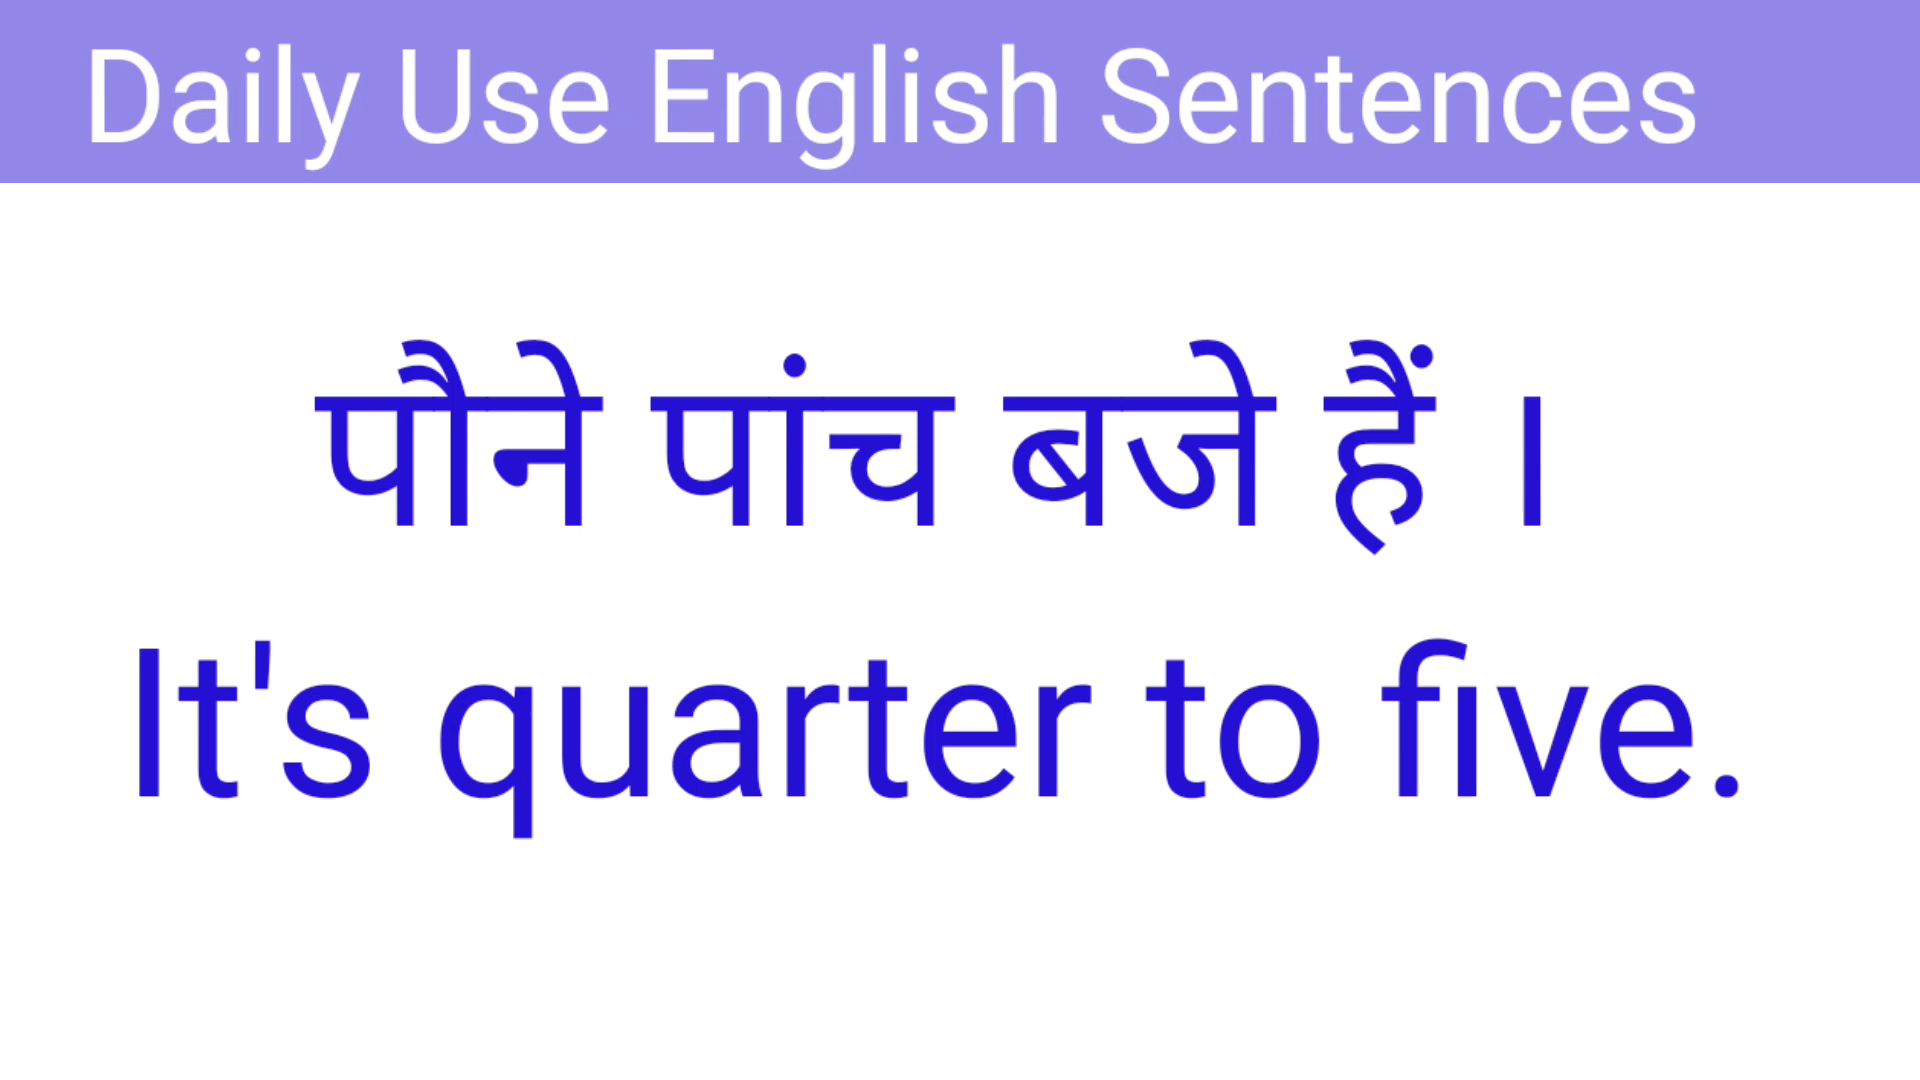 Daily Use English Sentences
पौने पांच बजे हैं ।
It's quarter to five.